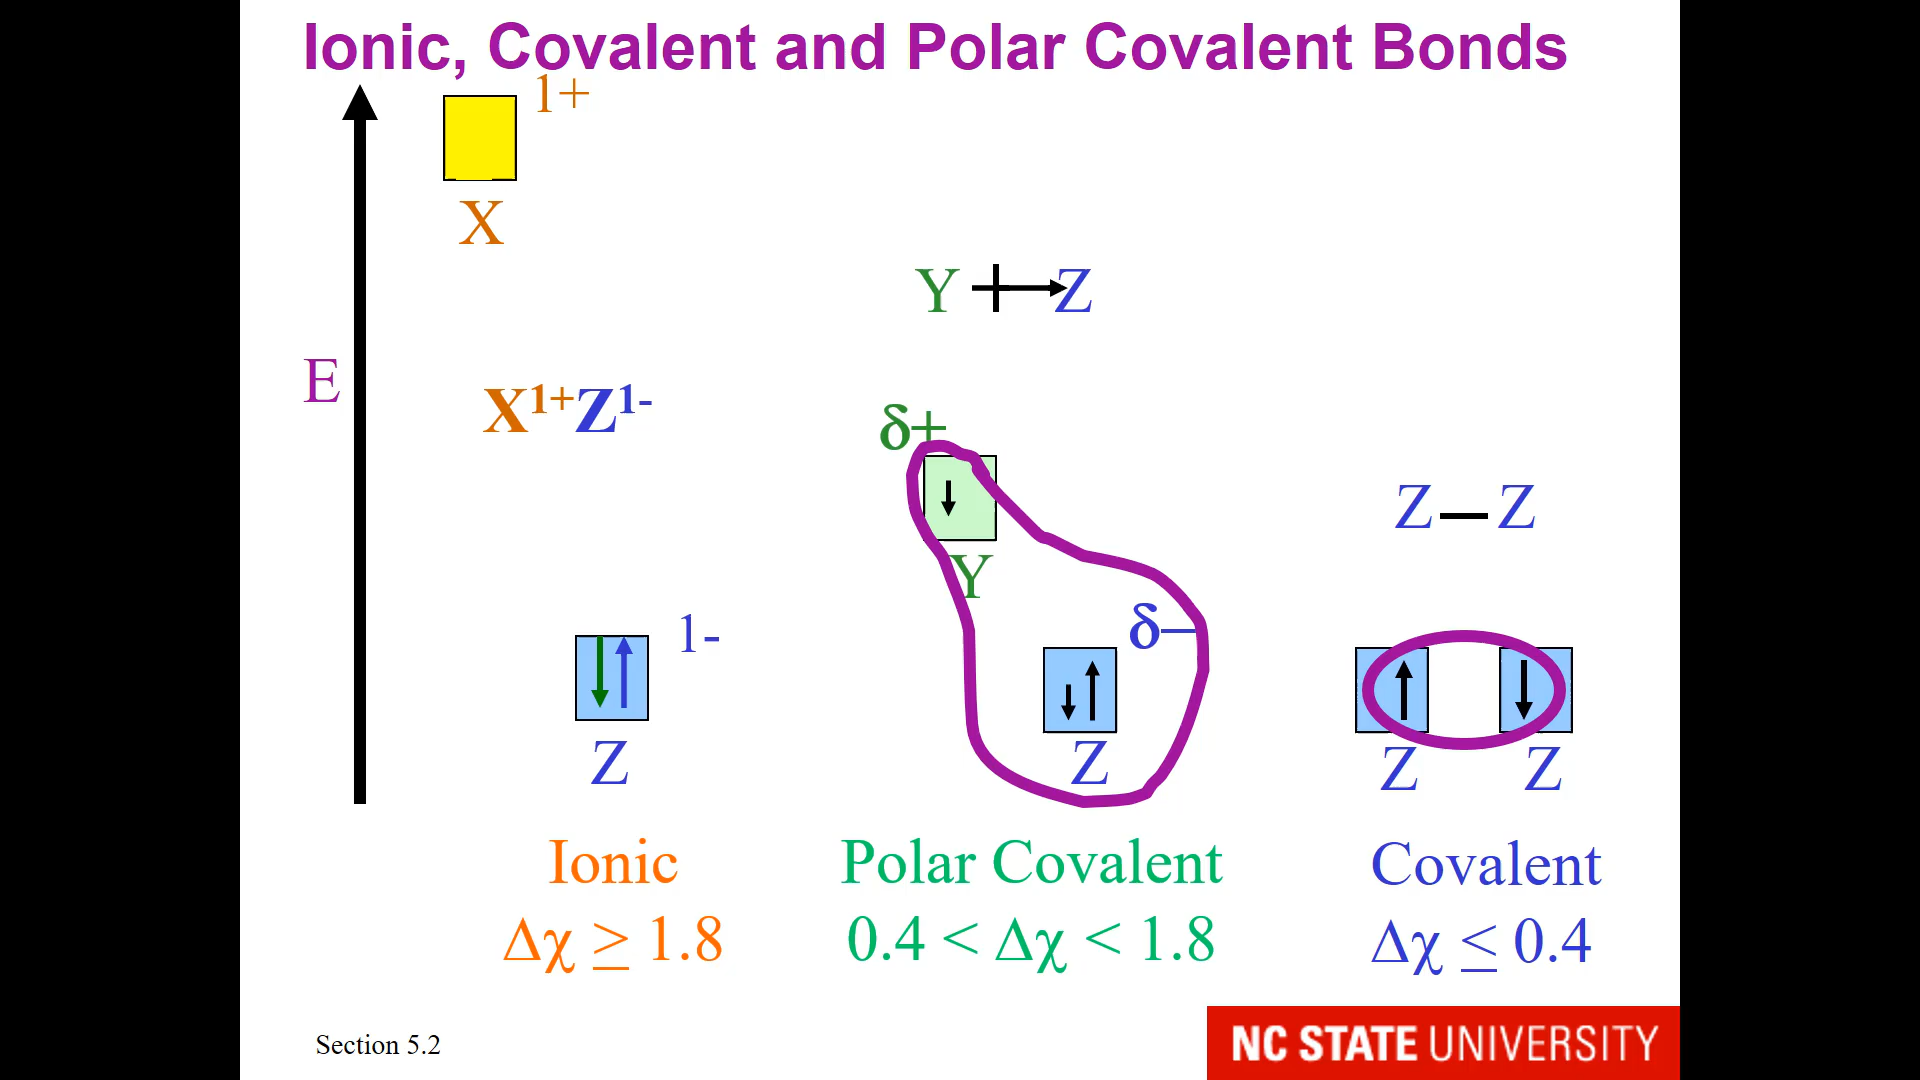 Ionic, Covalent and Polar Covalent Bonds
1+
X
Y Z
E
X¹⁺Z¹⁻
δ+
Y
Z Z
1-
δ–
Z
Z
Z Z
Ionic
Δχ ≥ 1.8
Polar Covalent
0.4 < Δχ < 1.8
Covalent
Δχ ≤ 0.4
Section 5.2
NC STATE UNIVERSITY